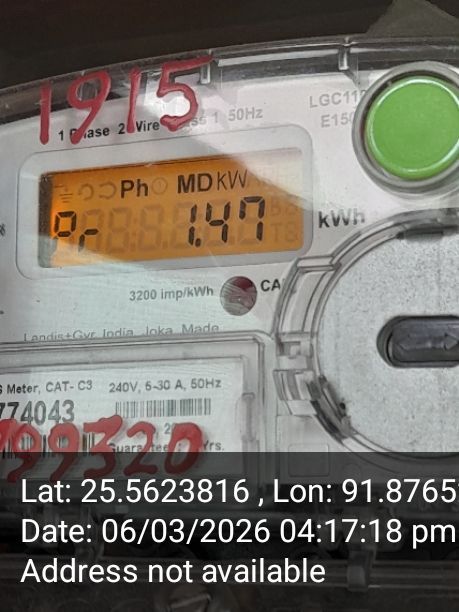 1915
1 Phase 2 Wire 1 50Hz
LGC11
E150
Ph MD kW
1.47
kWh
3200 imp/kWh
CA
Landis+Gyr India, Joka, Made
S Meter, CAT- C3 240V, 5-30 A, 50Hz
774043
99320
Yrs.
Lat: 25.5623816 , Lon: 91.8765
Date: 06/03/2026 04:17:18 pm
Address not available